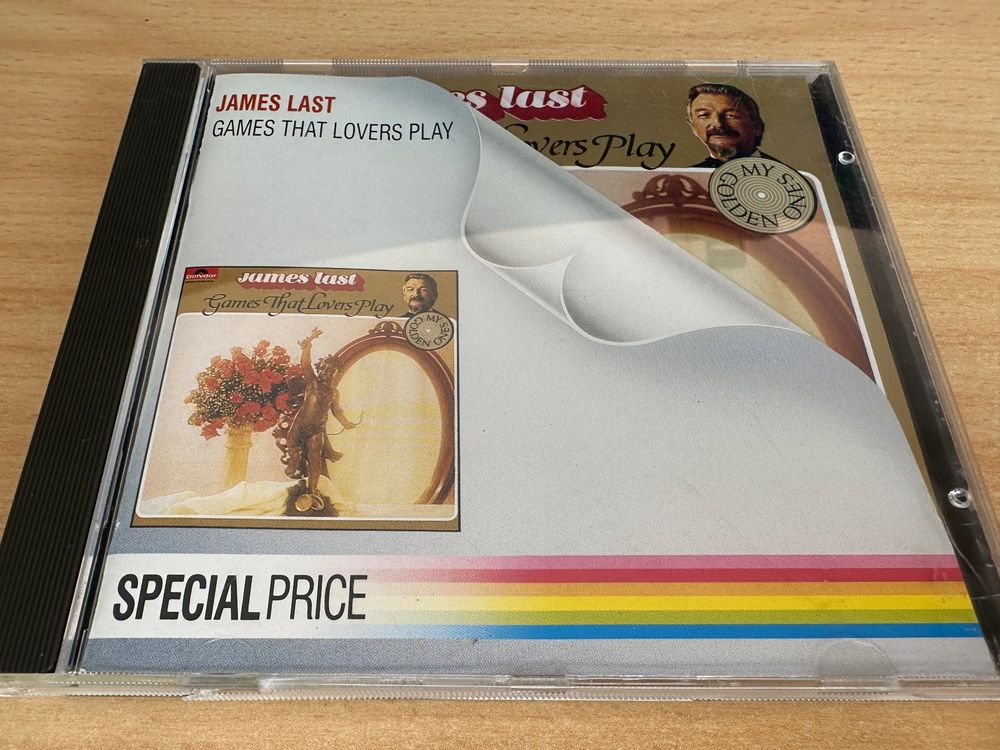 JAMES LAST
GAMES THAT LOVERS PLAY
es last
overs Play
MY GOLDEN ONES
Polydor
James Last
Games That Lovers Play
MY GOLDEN ONES
SPECIAL PRICE